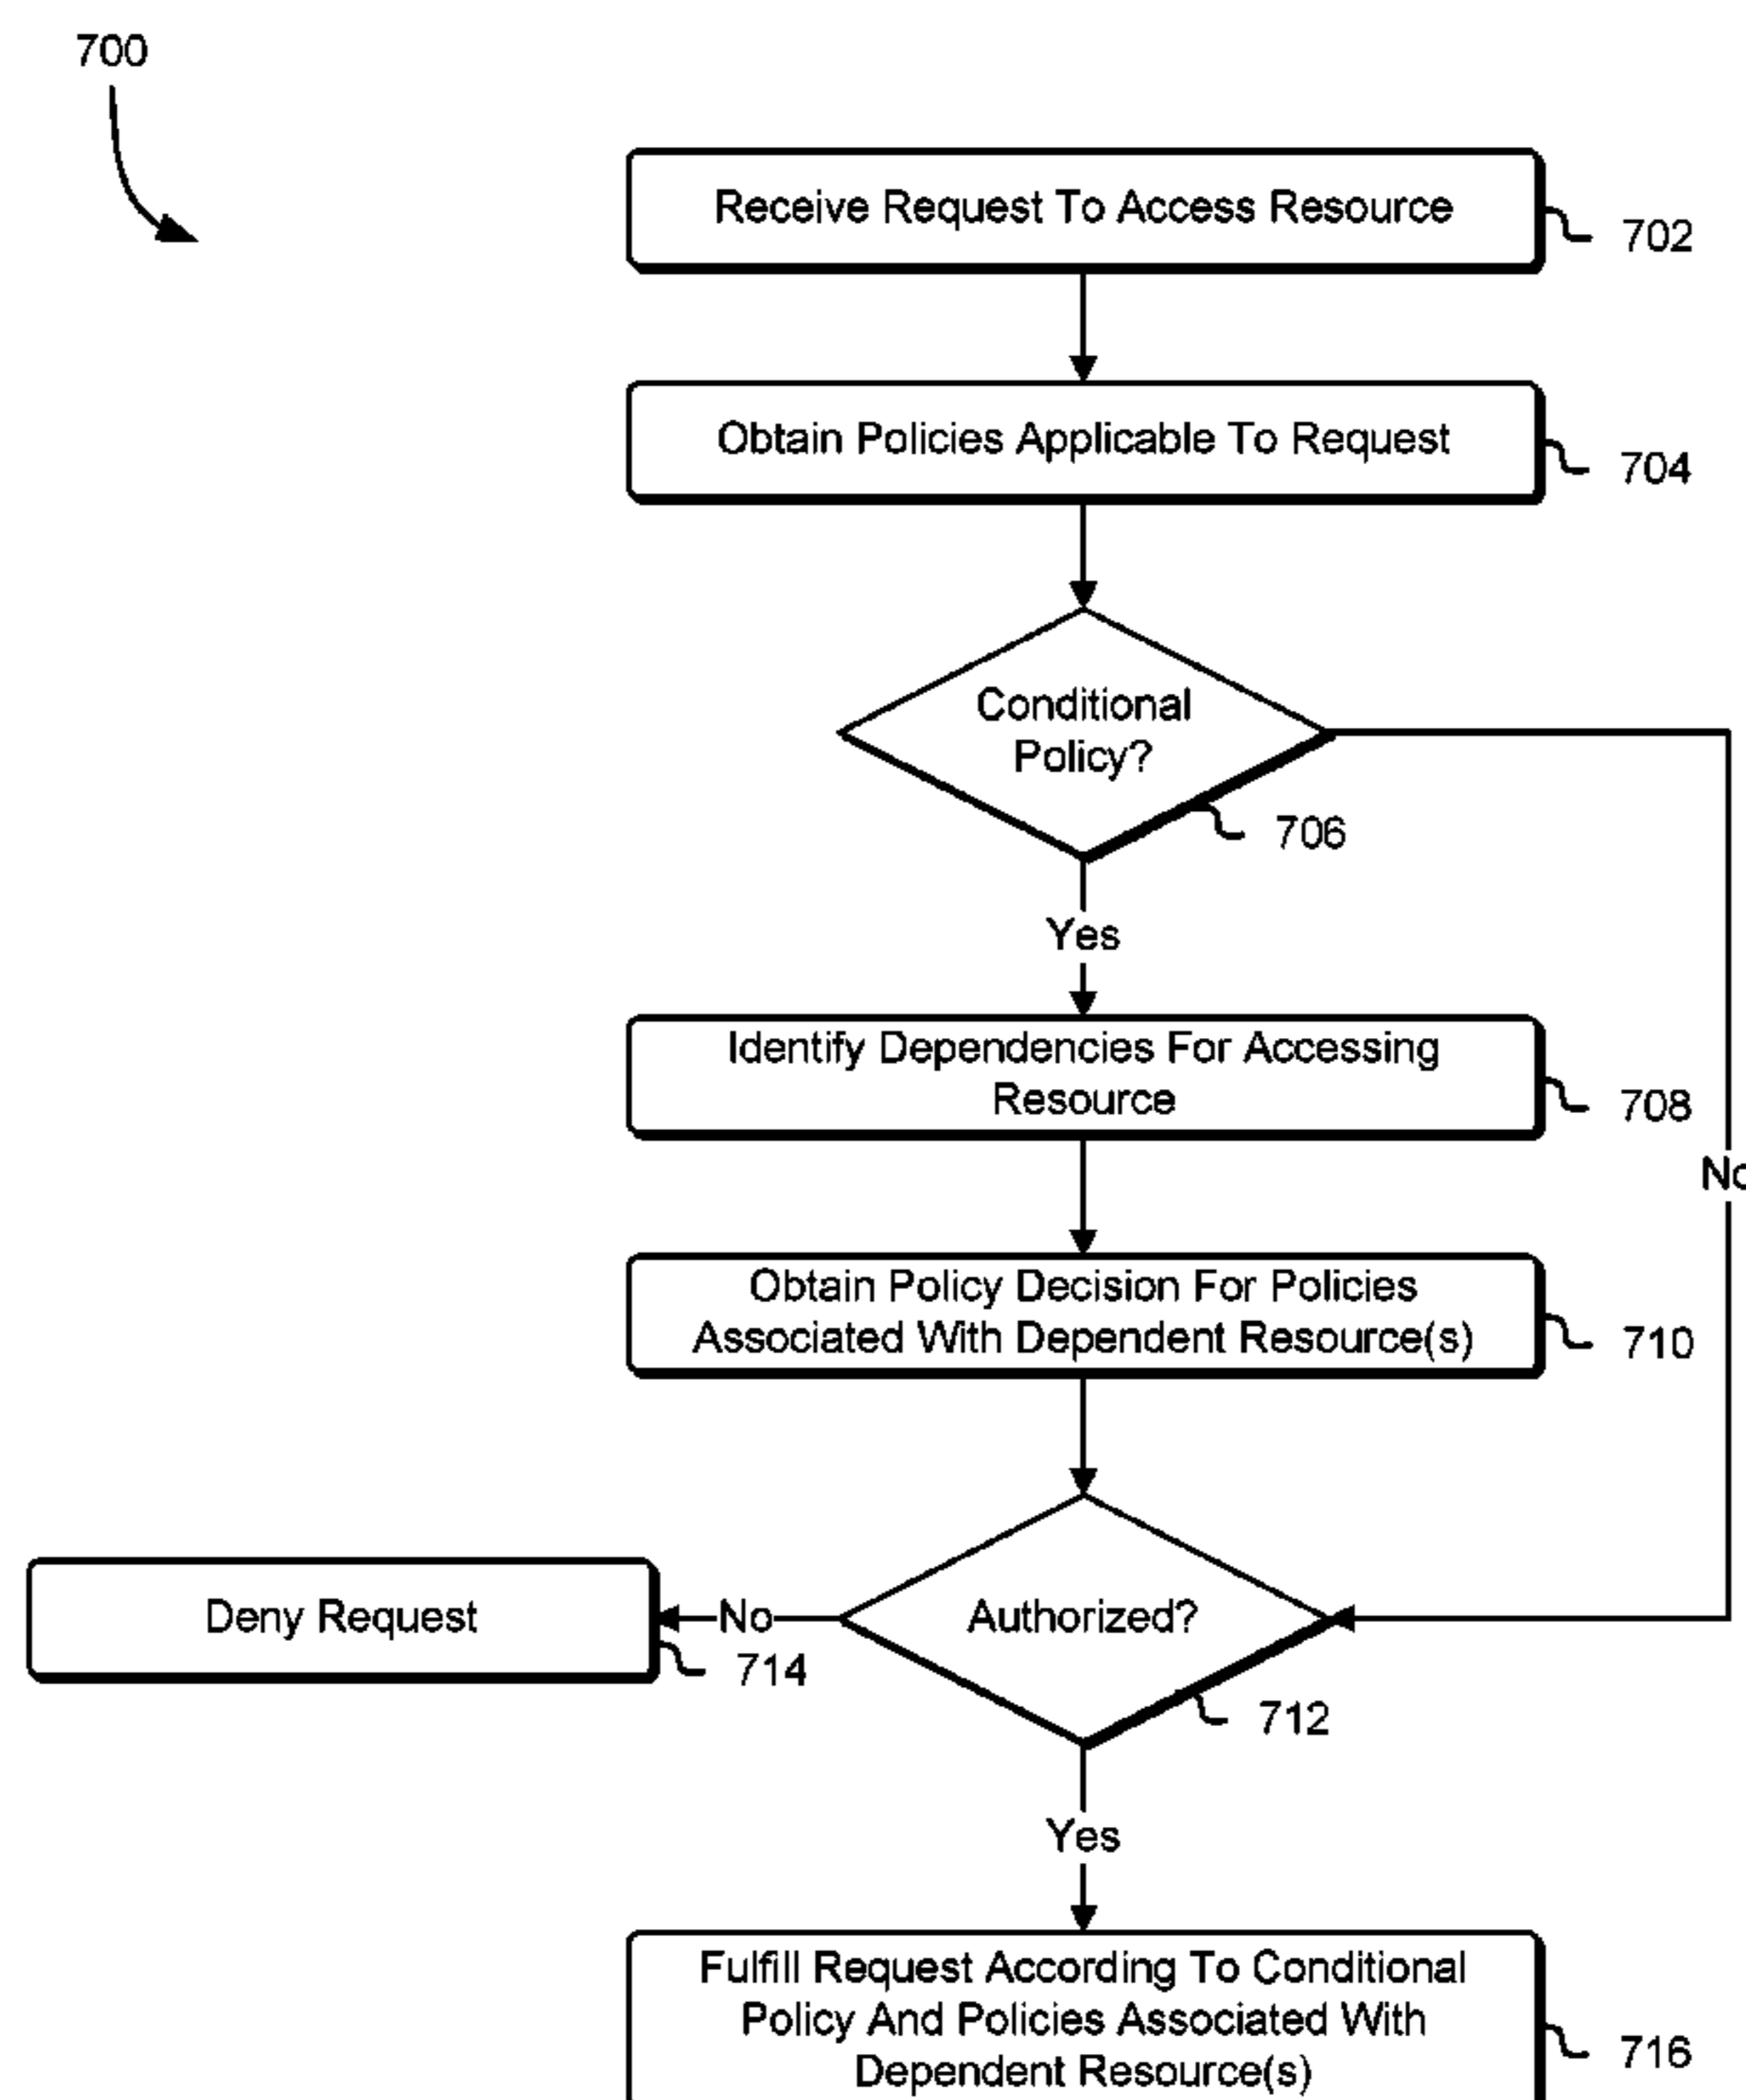 700
Receive Request To Access Resource
702
Obtain Policies Applicable To Request
704
Conditional
Policy?
706
Yes
Identify Dependencies For Accessing
Resource
708
No
Obtain Policy Decision For Policies
Associated With Dependent Resource(s)
710
Deny Request
No
Authorized?
714
712
Yes
Fulfill Request According To Conditional
Policy And Policies Associated With
Dependent Resource(s)
716